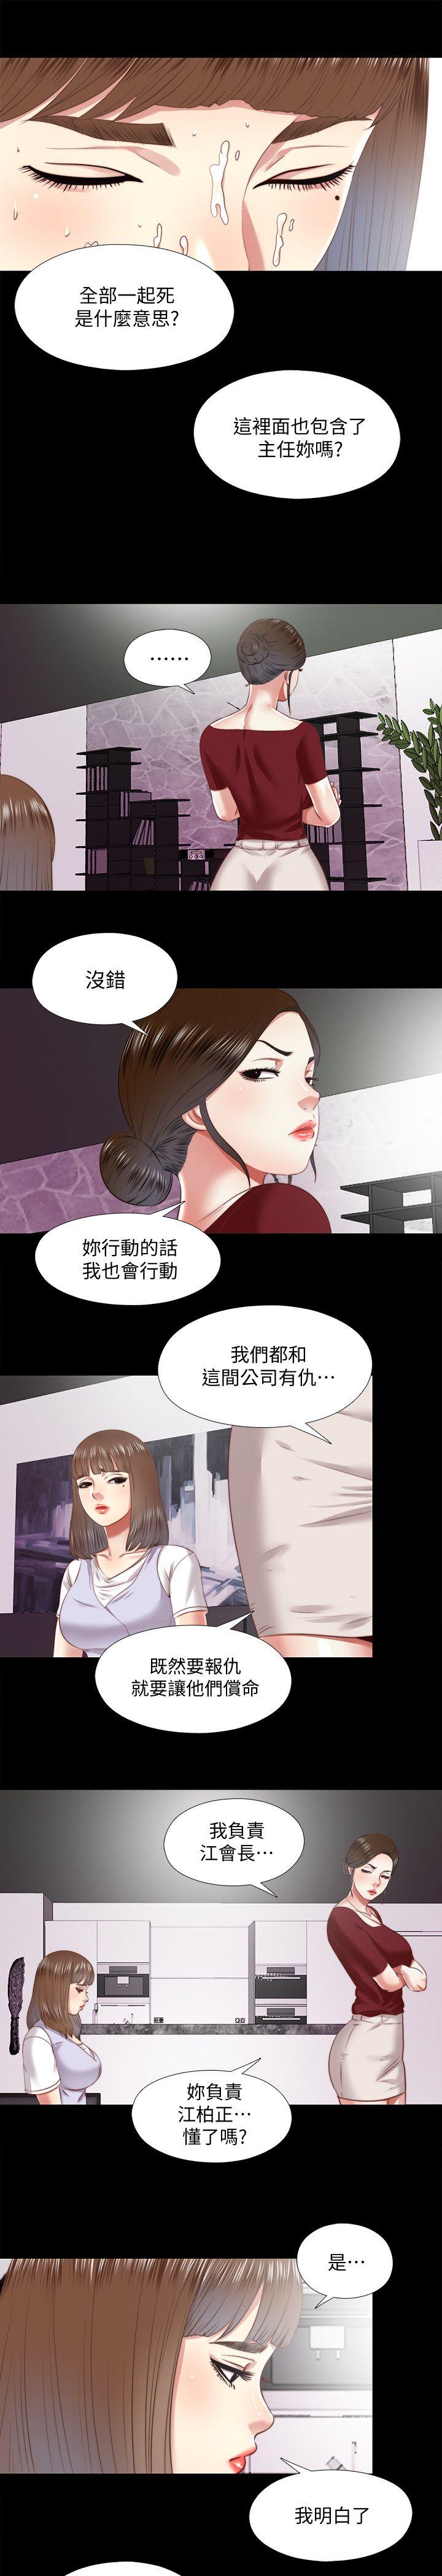 全部一起死
是什麼意思?
這裡面也包含了
主任妳嗎?
……
沒錯
妳行動的話
我也會行動
我們都和
這間公司有仇…
既然要報仇
就要讓他們償命
我負責
江會長…
妳負責
江柏正…
懂了嗎?
是…
我明白了